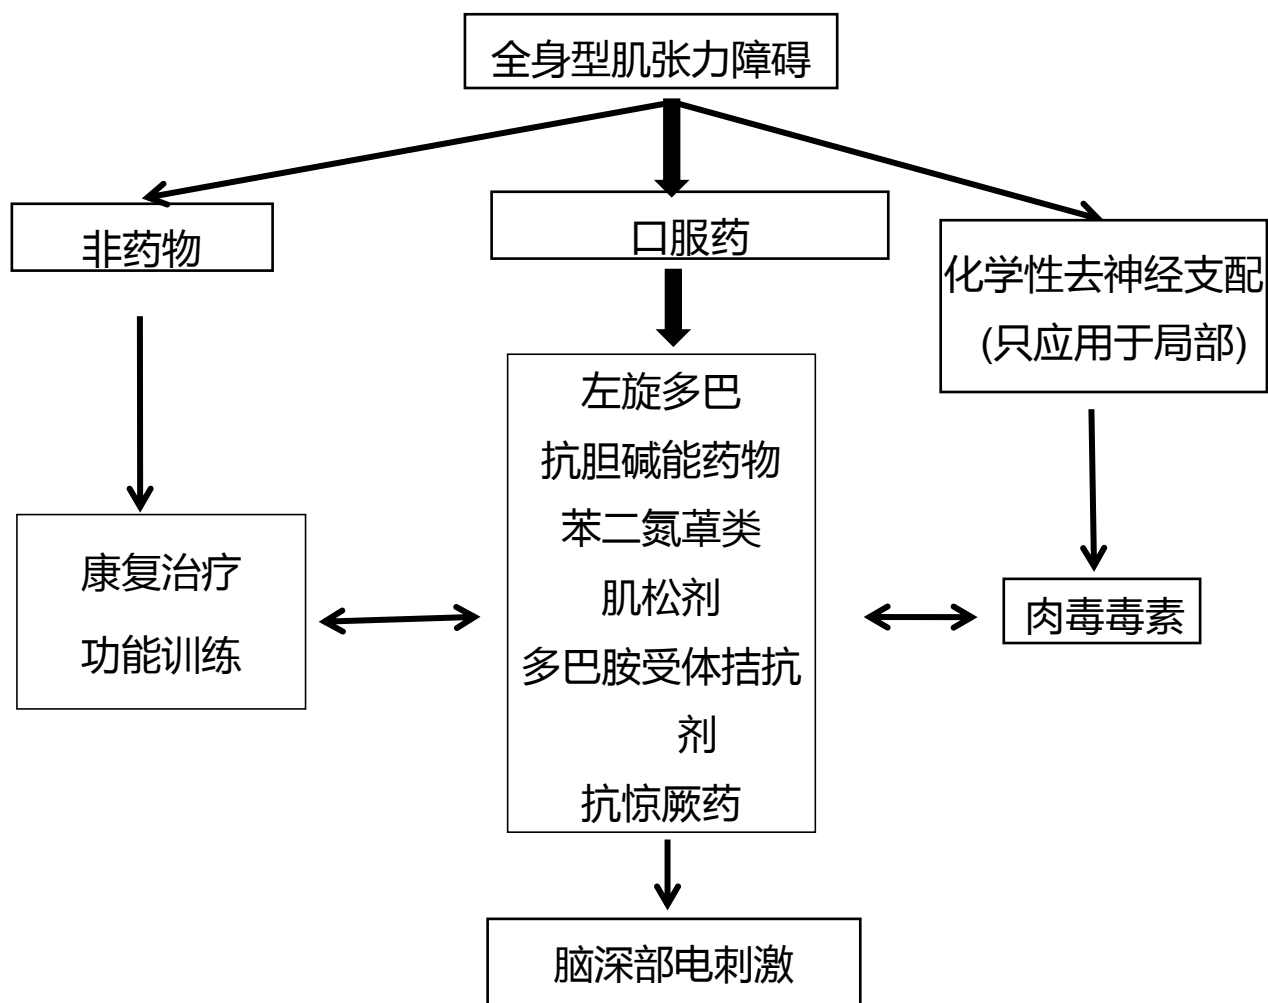 全身型肌张力障碍
非药物
口服药
化学性去神经支配
(只应用于局部)
左旋多巴
抗胆碱能药物
苯二氮䓬类
肌松剂
多巴胺受体拮抗
剂
抗惊厥药
康复治疗
功能训练
肉毒毒素
脑深部电刺激